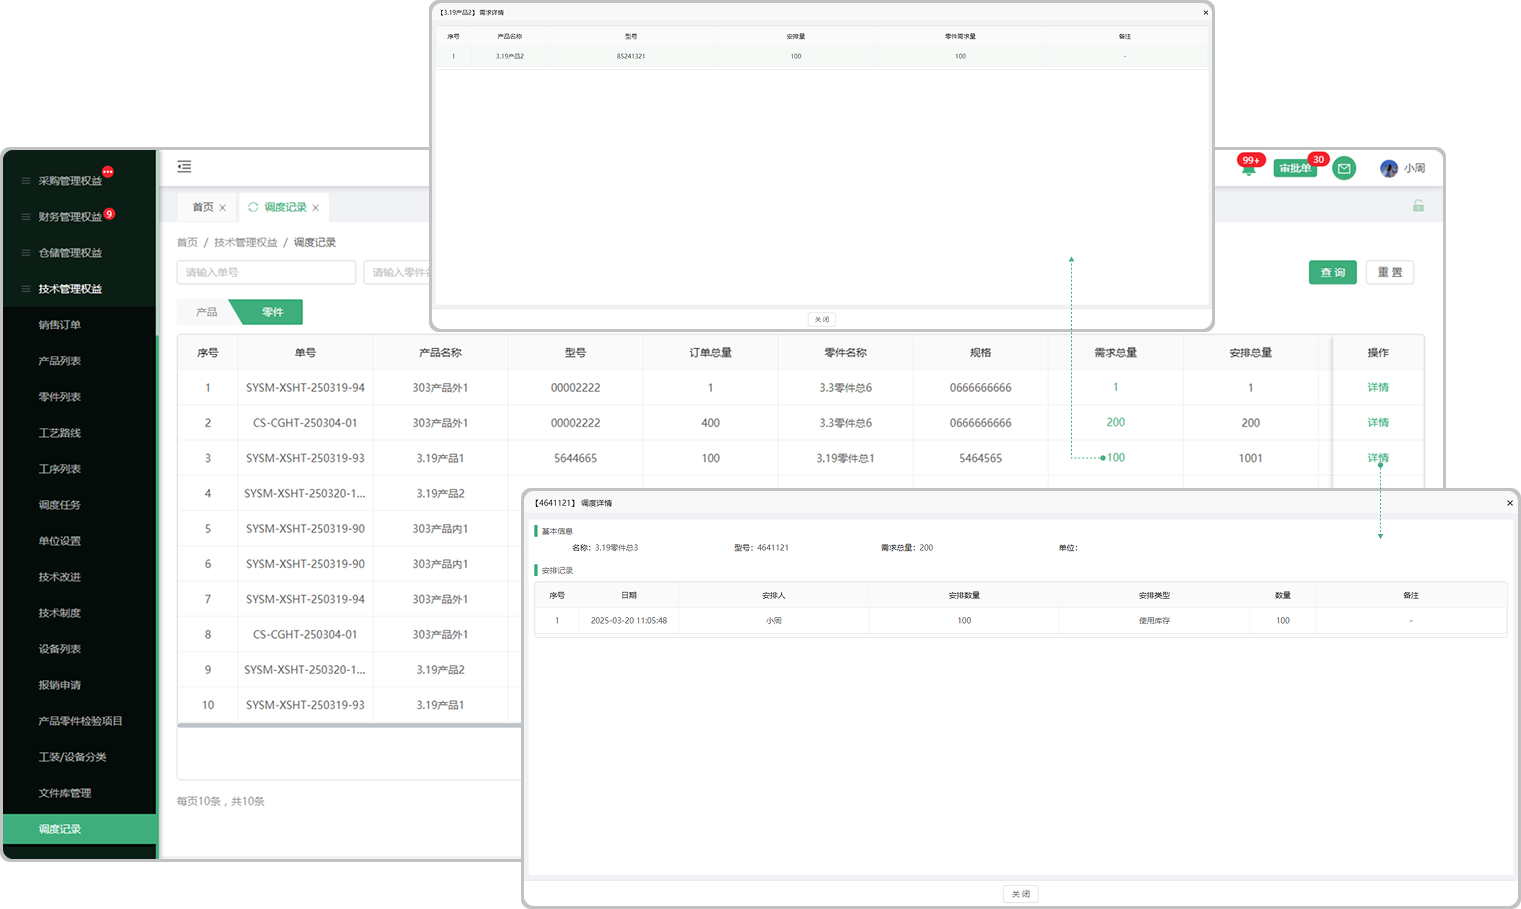 【3.19产品2】 需求详情
序号 产品名称 型号 安排量 零件需求量 备注
1 3.19产品2 85241321 100 100 -
关 闭
采购管理权益
财务管理权益 9
仓储管理权益
技术管理权益
销售订单
产品列表
零件列表
工艺路线
工序列表
调度任务
单位设置
技术改进
技术制度
设备列表
报销申请
产品零件检验项目
工装/设备分类
文件库管理
调度记录
99+ 审批单 30 小周
首页 × 调度记录 ×
首页 / 技术管理权益 / 调度记录
请输入单号 请输入零件 查 询 重 置
产品 零件
序号 单号 产品名称 型号 订单总量 零件名称 规格 需求总量 安排总量 操作
1 SYSM-XSHT-250319-94 303产品外1 00002222 1 3.3零件总6 0666666666 1 1 详情
2 CS-CGHT-250304-01 303产品外1 00002222 400 3.3零件总6 0666666666 200 200 详情
3 SYSM-XSHT-250319-93 3.19产品1 5644665 100 3.19零件总1 5464565 100 1001 详情
4 SYSM-XSHT-250320-1... 3.19产品2
5 SYSM-XSHT-250319-90 303产品内1
6 SYSM-XSHT-250319-90 303产品内1
7 SYSM-XSHT-250319-94 303产品外1
8 CS-CGHT-250304-01 303产品外1
9 SYSM-XSHT-250320-1... 3.19产品2
10 SYSM-XSHT-250319-93 3.19产品1
每页10条，共10条
【4641121】 调度详情
基本信息
名称：3.19零件总3 型号：4641121 需求总量：200 单位：
安排记录
序号 日期 安排人 安排数量 安排类型 数量 备注
1 2025-03-20 11:05:48 小周 100 使用库存 100 -
关 闭